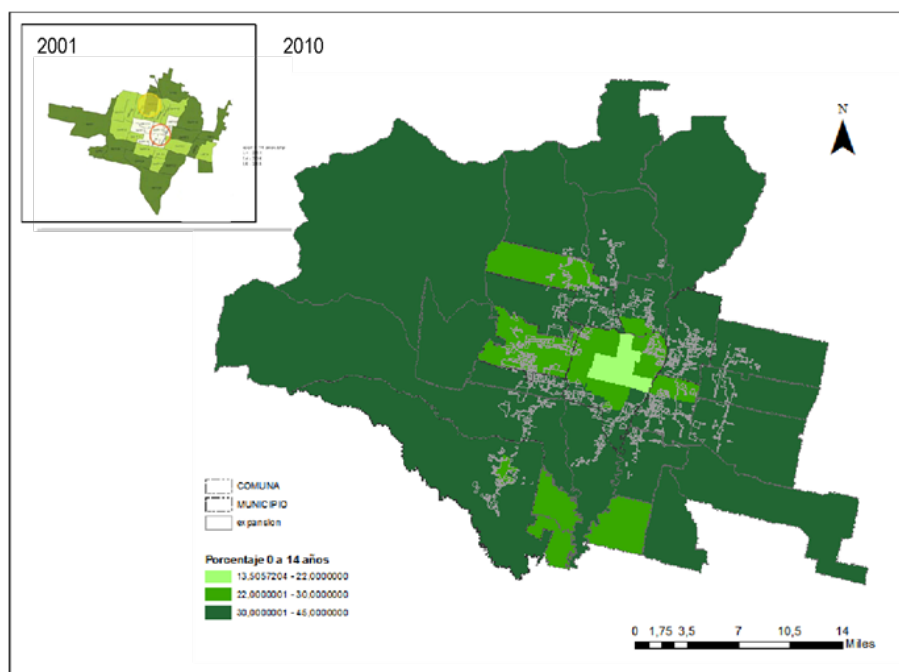 2001
2010
N
COMUNA
MUNICIPIO
expansion
Porcentaje 0 a 14 años
13,5057204 - 22,0000000
22,0000001 - 30,0000000
30,0000001 - 45,0000000
0 1,75 3,5 7 10,5 14
Miles